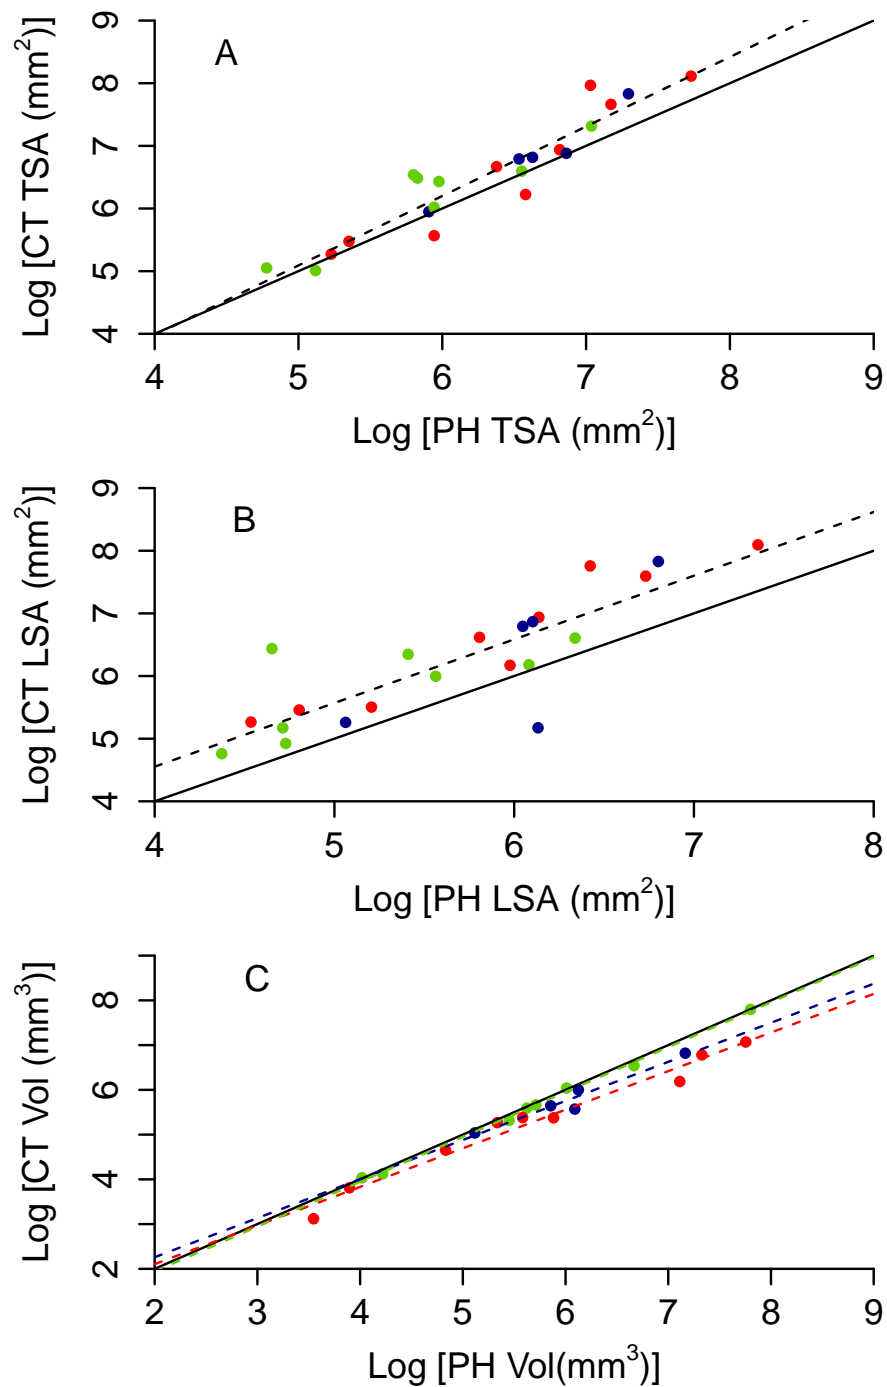 A
Log [CT TSA (mm²)]
9
8
7
6
5
4
4 5 6 7 8 9
Log [PH TSA (mm²)]
B
Log [CT LSA (mm²)]
9
8
7
6
5
4
4 5 6 7 8
Log [PH LSA (mm²)]
C
Log [CT Vol (mm³)]
8
6
4
2
2 3 4 5 6 7 8 9
Log [PH Vol(mm³)]